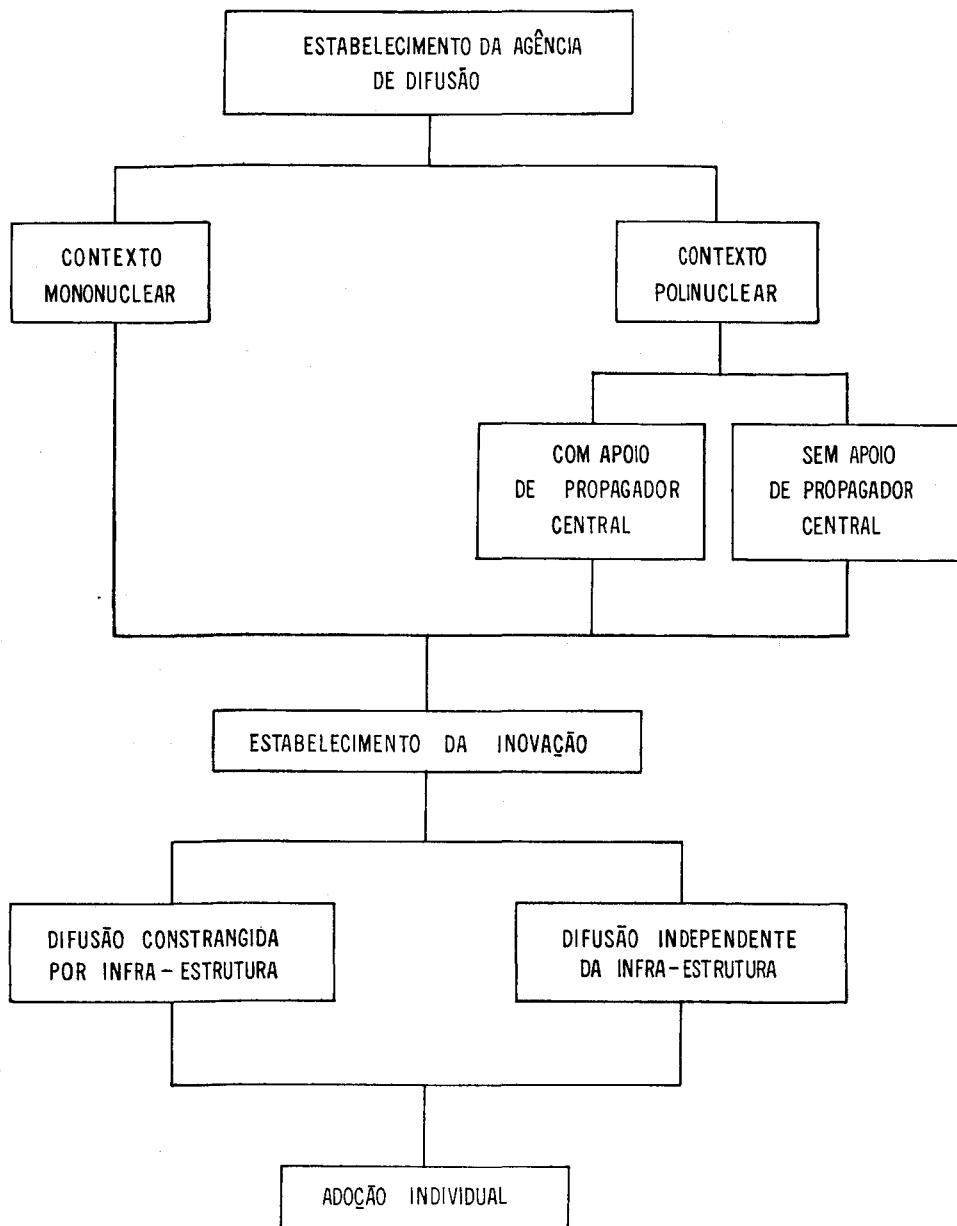 ESTABELECIMENTO DA AGÊNCIA
DE DIFUSÃO
CONTEXTO
MONONUCLEAR
CONTEXTO
POLINUCLEAR
COM APOIO
DE PROPAGADOR
CENTRAL
SEM APOIO
DE PROPAGADOR
CENTRAL
ESTABELECIMENTO DA INOVAÇÃO
DIFUSÃO CONSTRANGIDA
POR INFRA-ESTRUTURA
DIFUSÃO INDEPENDENTE
DA INFRA-ESTRUTURA
ADOÇÃO INDIVIDUAL